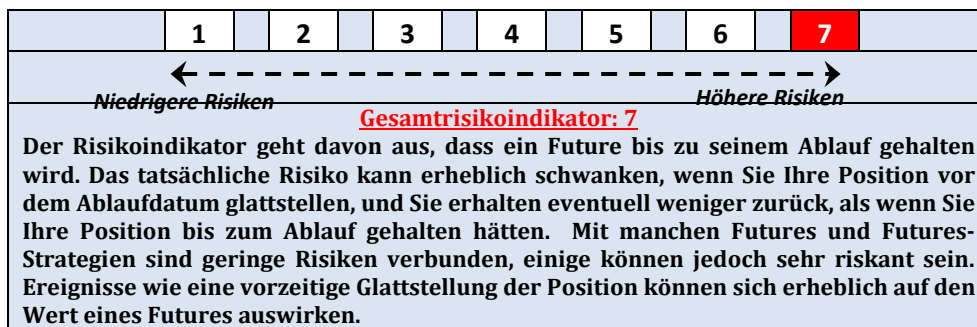 1 2 3 4 5 6 7
Niedrigere Risiken Höhere Risiken
Gesamtrisikoindikator: 7
Der Risikoindikator geht davon aus, dass ein Future bis zu seinem Ablauf gehalten
wird. Das tatsächliche Risiko kann erheblich schwanken, wenn Sie Ihre Position vor
dem Ablaufdatum glattstellen, und Sie erhalten eventuell weniger zurück, als wenn Sie
Ihre Position bis zum Ablauf gehalten hätten. Mit manchen Futures und Futures-
Strategien sind geringe Risiken verbunden, einige können jedoch sehr riskant sein.
Ereignisse wie eine vorzeitige Glattstellung der Position können sich erheblich auf den
Wert eines Futures auswirken.